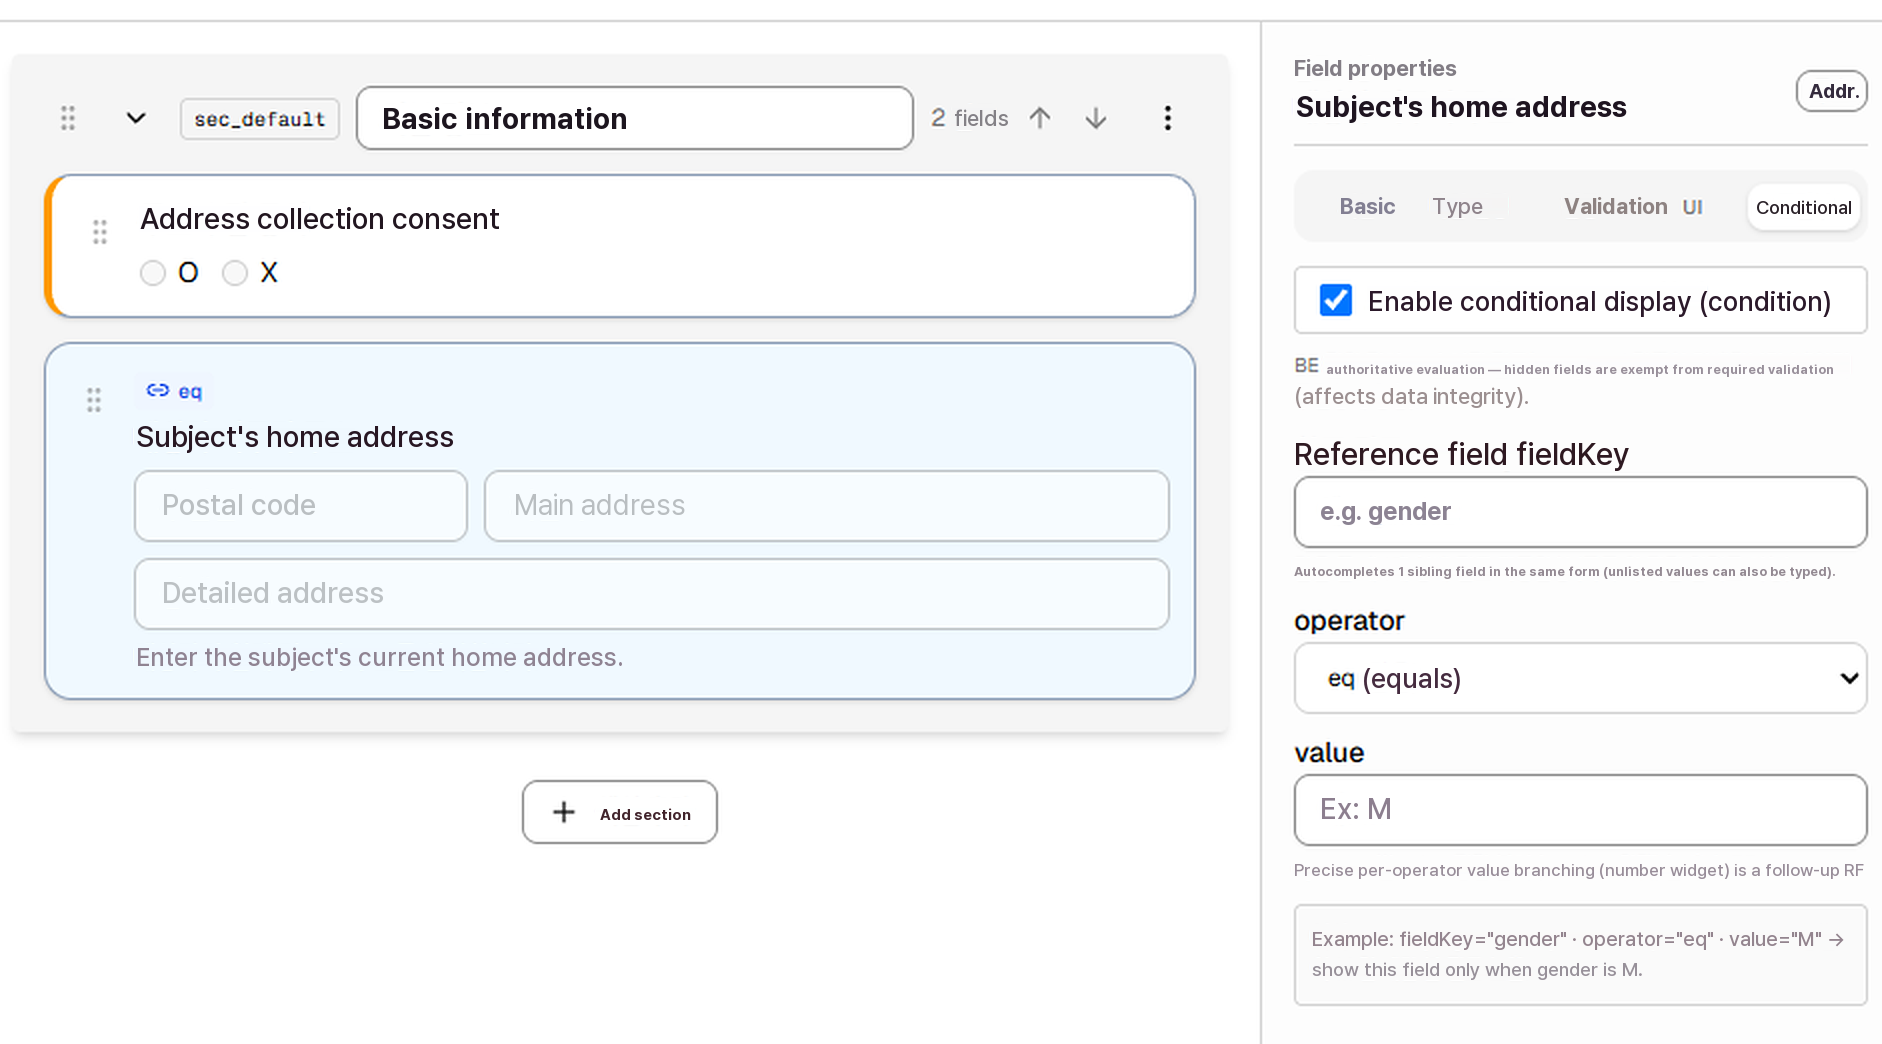 sec_default
Basic information
2 fields
Address collection consent
O X
eq
Subject's home address
Postal code
Main address
Detailed address
Enter the subject's current home address.
+ Add section
Field properties
Subject's home address
Addr.
Basic Type Validation UI Conditional
Enable conditional display (condition)
BE authoritative evaluation — hidden fields are exempt from required validation
(affects data integrity).
Reference field fieldKey
e.g. gender
Autocompletes 1 sibling field in the same form (unlisted values can also be typed).
operator
eq (equals)
value
Ex: M
Precise per-operator value branching (number widget) is a follow-up RF
Example: fieldKey="gender" · operator="eq" · value="M" →
show this field only when gender is M.